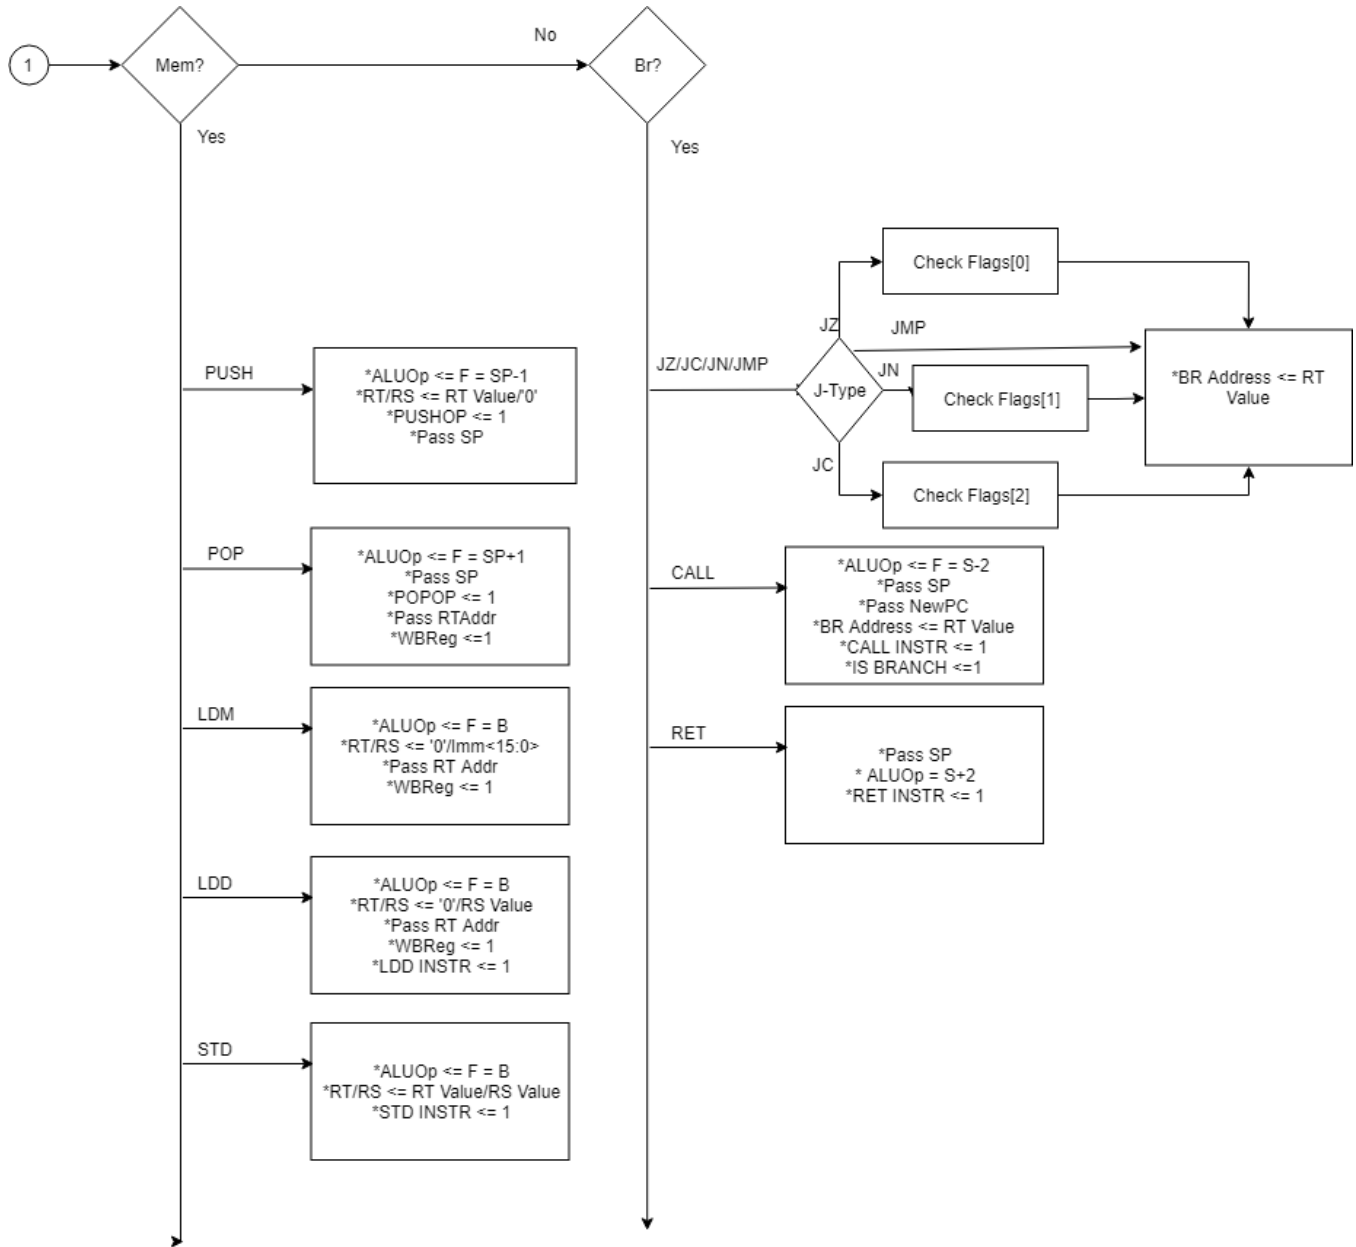 1
Mem?
No
Br?
Yes
Yes
PUSH
*ALUOp <= F = SP-1
*RT/RS <= RT Value/'0'
*PUSHOP <= 1
*Pass SP
POP
*ALUOp <= F = SP+1
*Pass SP
*POPOP <= 1
*Pass RTAddr
*WBReg <=1
LDM
*ALUOp <= F = B
*RT/RS <= '0'/Imm<15:0>
*Pass RT Addr
*WBReg <= 1
LDD
*ALUOp <= F = B
*RT/RS <= '0'/RS Value
*Pass RT Addr
*WBReg <= 1
*LDD INSTR <= 1
STD
*ALUOp <= F = B
*RT/RS <= RT Value/RS Value
*STD INSTR <= 1
JZ/JC/JN/JMP
J-Type
JZ
Check Flags[0]
JMP
JN
Check Flags[1]
JC
Check Flags[2]
*BR Address <= RT
Value
CALL
*ALUOp <= F = S-2
*Pass SP
*Pass NewPC
*BR Address <= RT Value
*CALL INSTR <= 1
*IS BRANCH <=1
RET
*Pass SP
* ALUOp = S+2
*RET INSTR <= 1